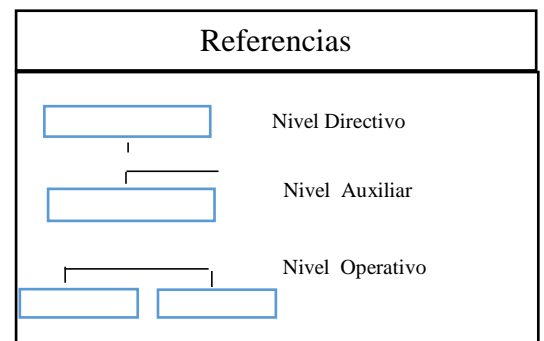 Referencias
Nivel Directivo
Nivel Auxiliar
Nivel Operativo